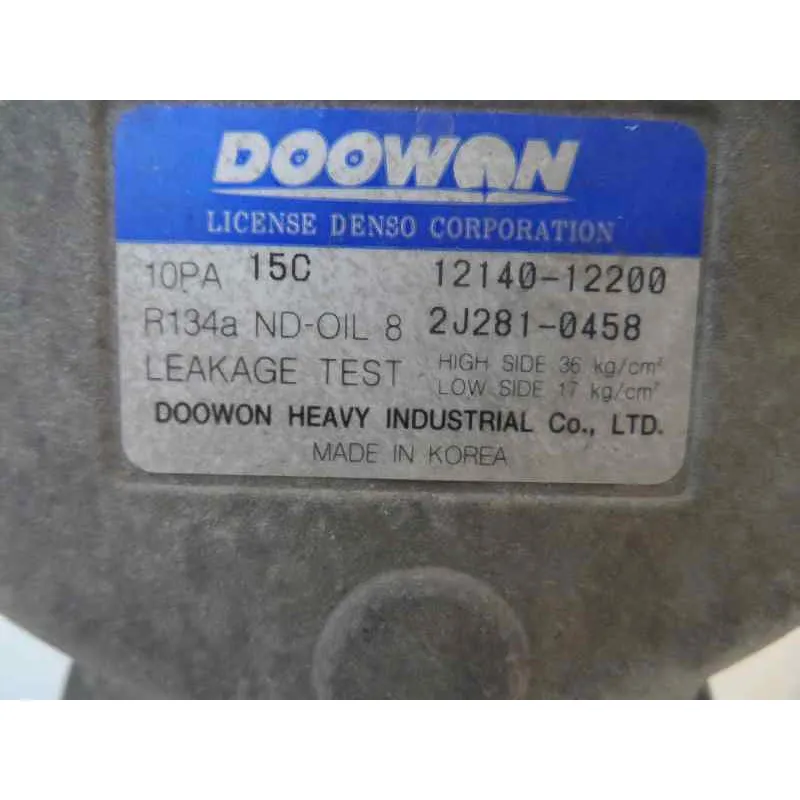 DOOWON
LICENSE DENSO CORPORATION
10PA 15C 12140-12200
R134a ND-OIL 8 2J281-0458
LEAKAGE TEST HIGH SIDE 36 kg/cm²
LOW SIDE 17 kg/cm²
DOOWON HEAVY INDUSTRIAL Co., LTD.
MADE IN KOREA